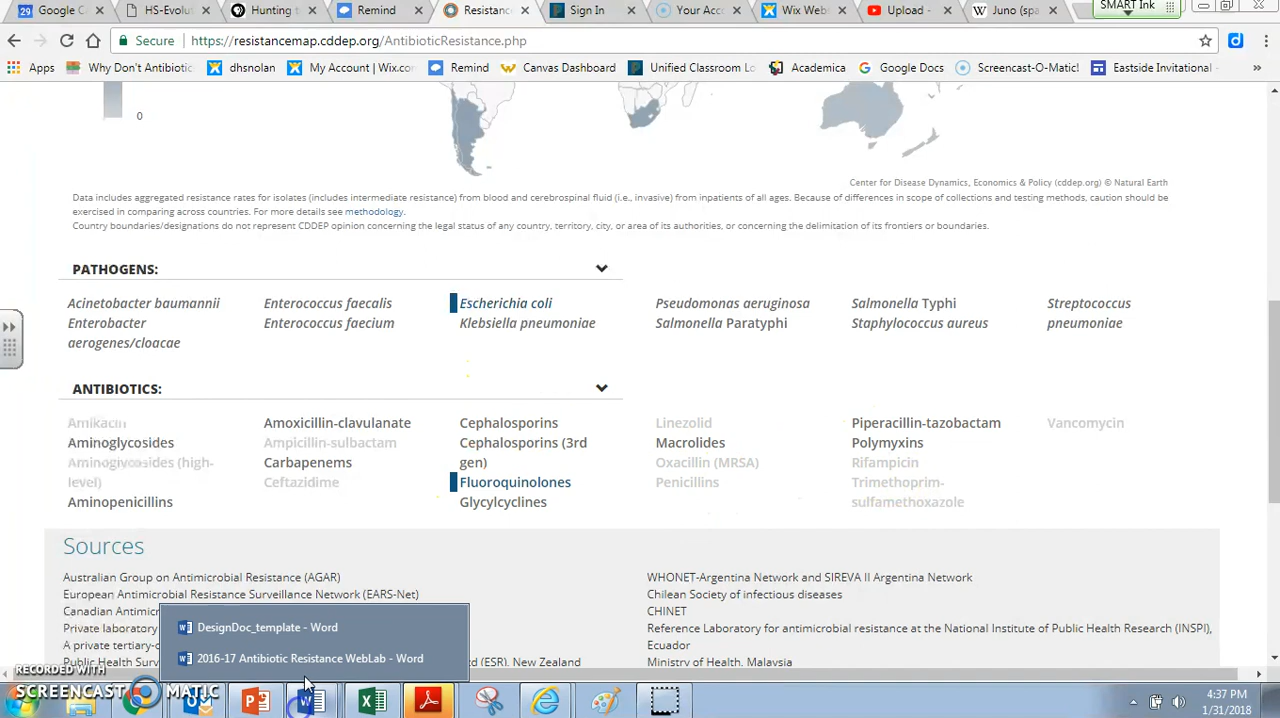 29 Google C
HS-Evolut
Hunting t
Remind
Resistance
Sign In
Your Acc
Wix Web
Upload -
Juno (spa
SMART Ink
Secure https://resistancemap.cddep.org/AntibioticResistance.php
Apps Why Don't Antibiotic dhsnolan My Account | Wix.co Remind Canvas Dashboard Unified Classroom Lo Academica Google Docs Screencast-O-Matic! Eastside Invitational
0
Center for Disease Dynamics, Economics & Policy (cddep.org) © Natural Earth
Data includes aggregated resistance rates for isolates (includes intermediate resistance) from blood and cerebrospinal fluid (i.e., invasive) from inpatients of all ages. Because of differences in scope of collections and testing methods, caution should be
exercised in comparing across countries. For more details see methodology.
Country boundaries/designations do not represent CDDEP opinion concerning the legal status of any country, territory, city, or area of its authorities, or concerning the delimitation of its frontiers or boundaries.
PATHOGENS:
Acinetobacter baumannii
Enterobacter
aerogenes/cloacae
Enterococcus faecalis
Enterococcus faecium
Escherichia coli
Klebsiella pneumoniae
Pseudomonas aeruginosa
Salmonella Paratyphi
Salmonella Typhi
Staphylococcus aureus
Streptococcus
pneumoniae
ANTIBIOTICS:
Amikacin
Aminoglycosides
Aminoglycosides (high-
level)
Aminopenicillins
Amoxicillin-clavulanate
Ampicillin-sulbactam
Carbapenems
Ceftazidime
Cephalosporins
Cephalosporins (3rd
gen)
Fluoroquinolones
Glycylcyclines
Linezolid
Macrolides
Oxacillin (MRSA)
Penicillins
Piperacillin-tazobactam
Polymyxins
Rifampicin
Trimethoprim-
sulfamethoxazole
Vancomycin
Sources
Australian Group on Antimicrobial Resistance (AGAR)
European Antimicrobial Resistance Surveillance Network (EARS-Net)
Canadian Antimic
Private laboratory
A private tertiary-c
Public Health Surv
(ESR), New Zealand
WHONET-Argentina Network and SIREVA II Argentina Network
Chilean Society of infectious diseases
CHINET
Reference Laboratory for antimicrobial resistance at the National Institute of Public Health Research (INSPI),
Ecuador
Ministry of Health, Malaysia
DesignDoc_template - Word
2016-17 Antibiotic Resistance WebLab - Word
RECORDED WITH
SCREENCAST MATIC
4:37 PM
1/31/2018